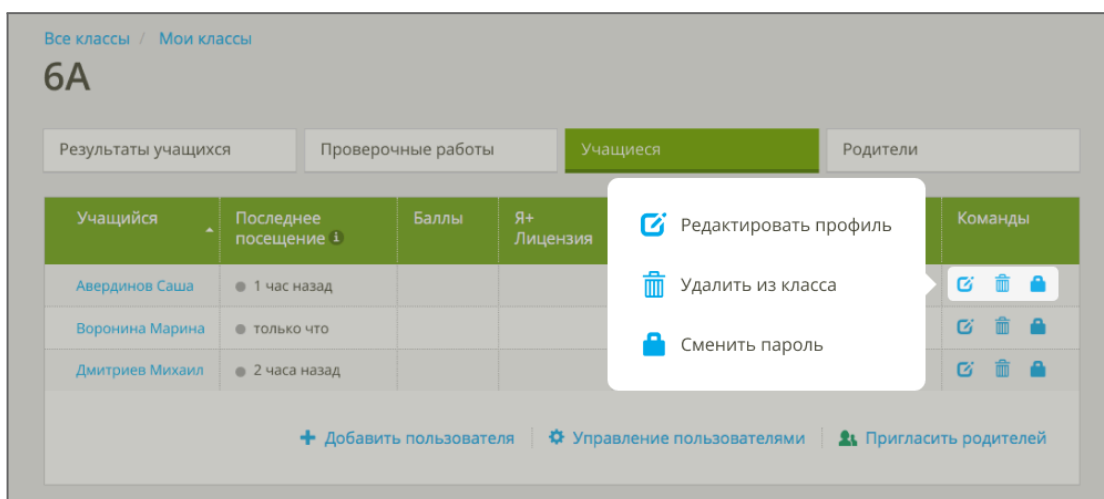 Все классы / Мои классы
6А
Результаты учащихся
Проверочные работы
Учащиеся
Родители
Учащийся
Последнее
посещение
Баллы
Я+
Лицензия
Команды
Редактировать профиль
Удалить из класса
Сменить пароль
Авердинов Саша
1 час назад
Воронина Марина
только что
Дмитриев Михаил
2 часа назад
Добавить пользователя
Управление пользователями
Пригласить родителей